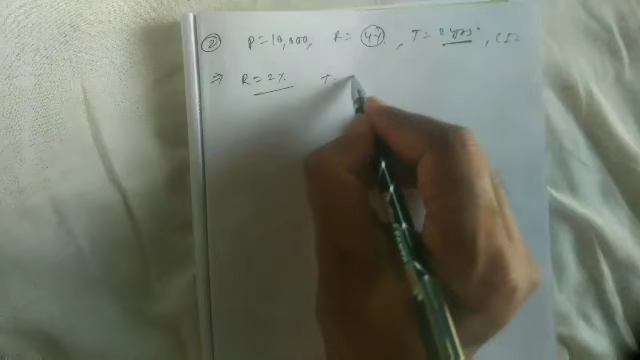 ② P = 10,000, R = 4%, T = 2 yrs, CI =
⇒ R = 2% T